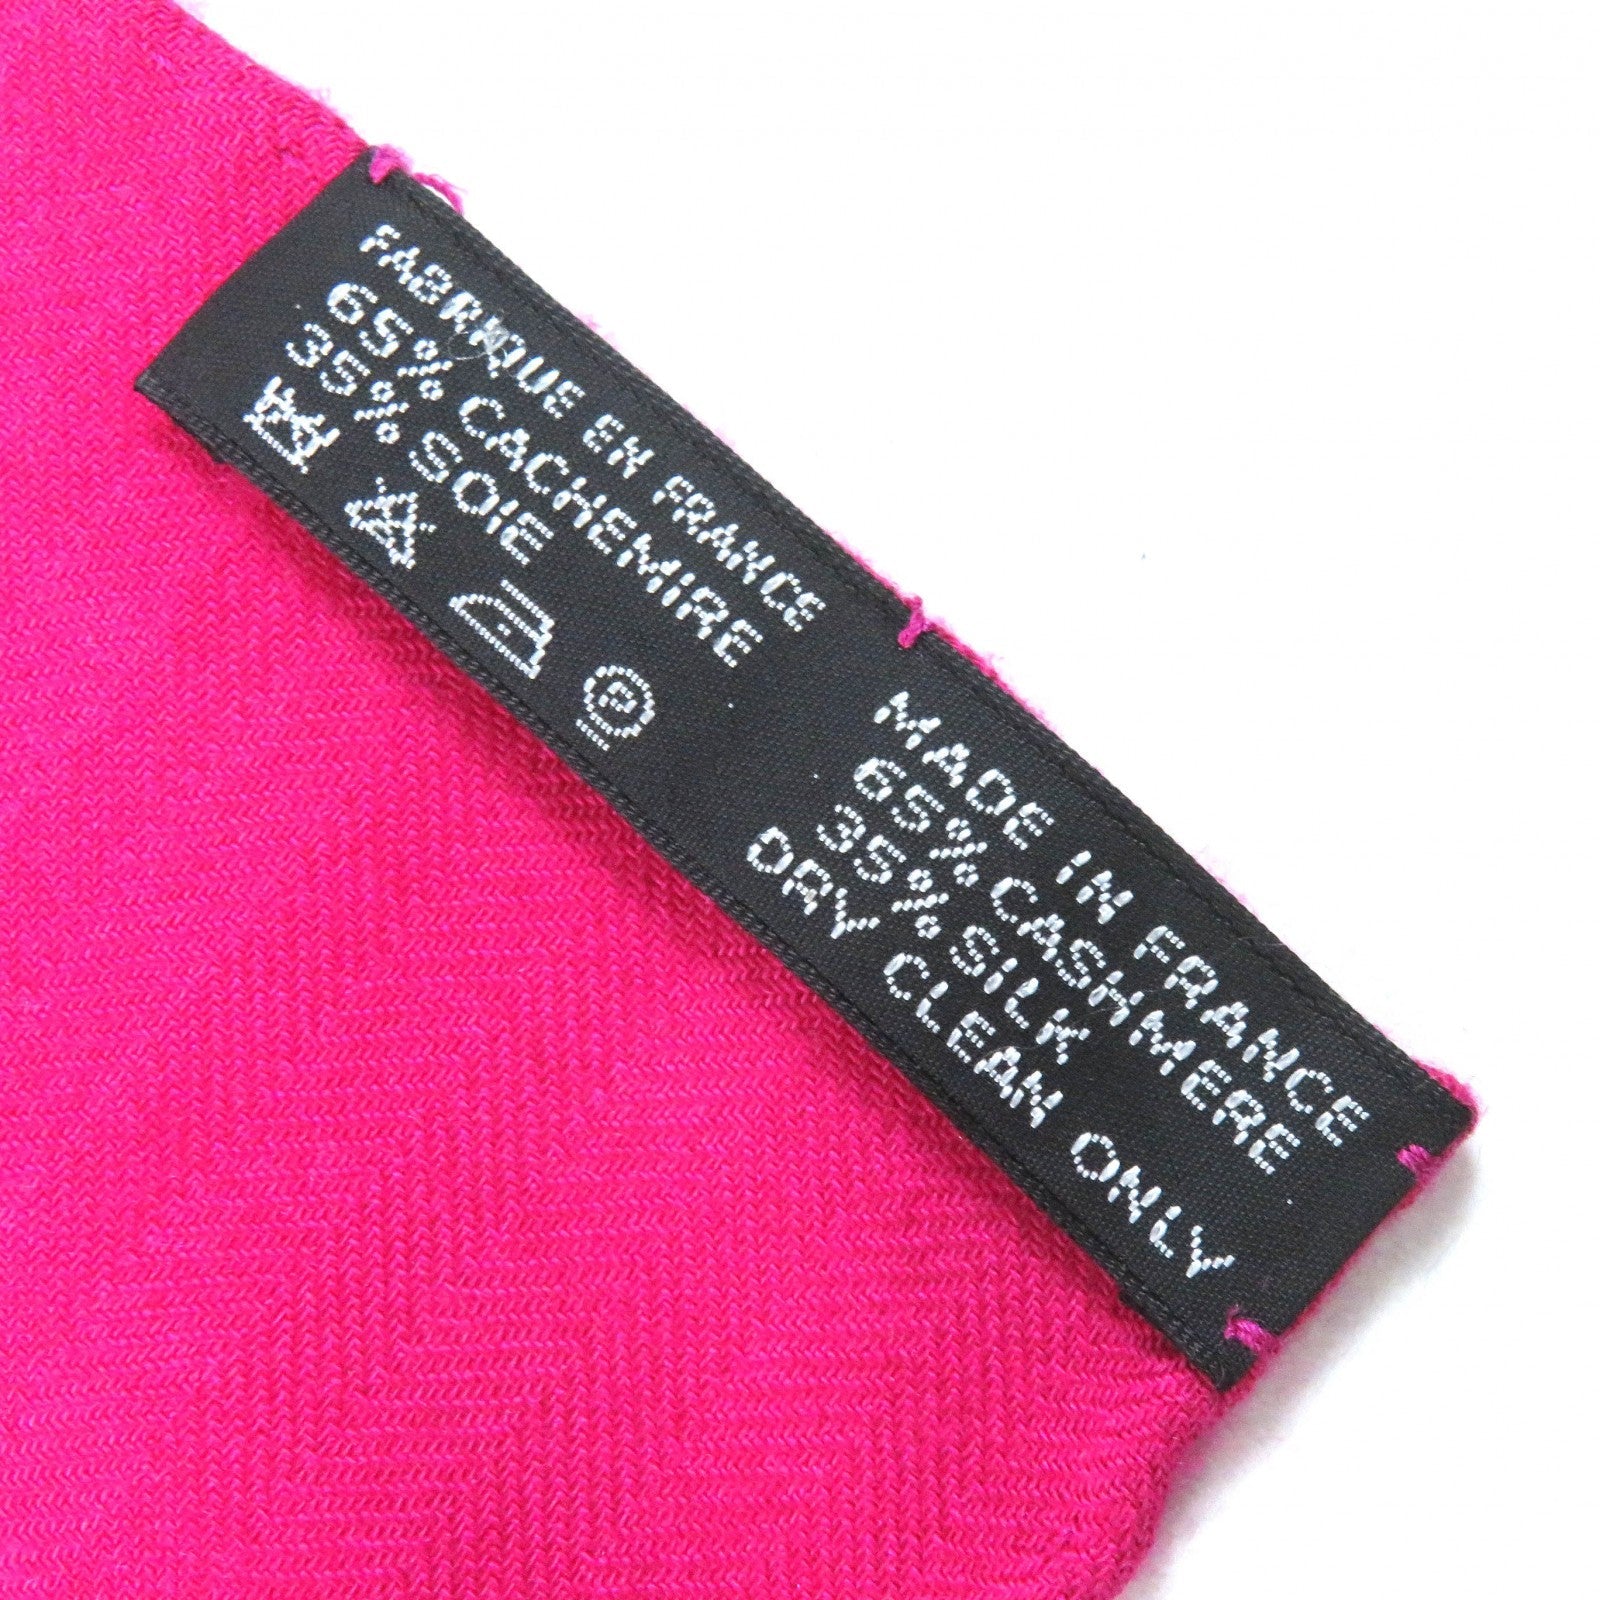 FABRIQUE EN FRANCE
65% CACHEMIRE
35% SOIE
P
MADE IN FRANCE
65% CASHMERE
35% SILK
DRY CLEAN ONLY